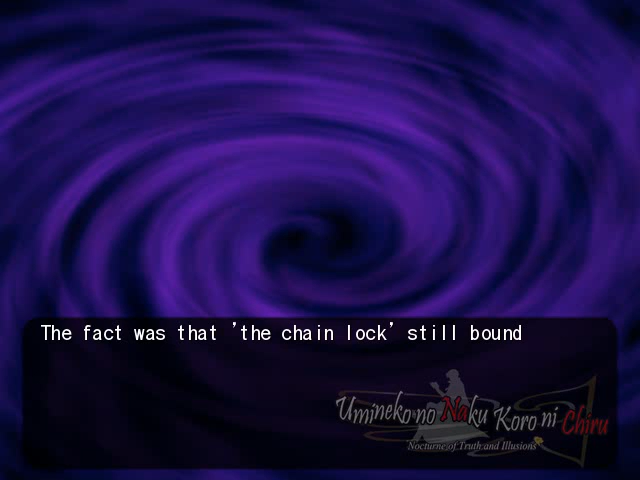 The fact was that 'the chain lock' still bound
Umineko no Naku Koro ni Chiru
Nocturne of Truth and Illusions